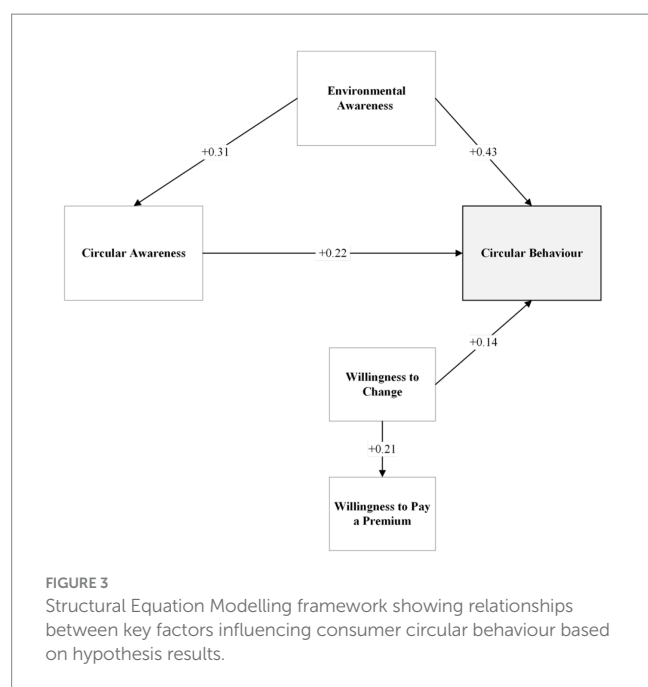 Environmental
Awareness
+0.31
+0.43
Circular Awareness
+0.22
Circular Behaviour
+0.14
Willingness to
Change
+0.21
Willingness to Pay
a Premium
FIGURE 3
Structural Equation Modelling framework showing relationships
between key factors influencing consumer circular behaviour based
on hypothesis results.